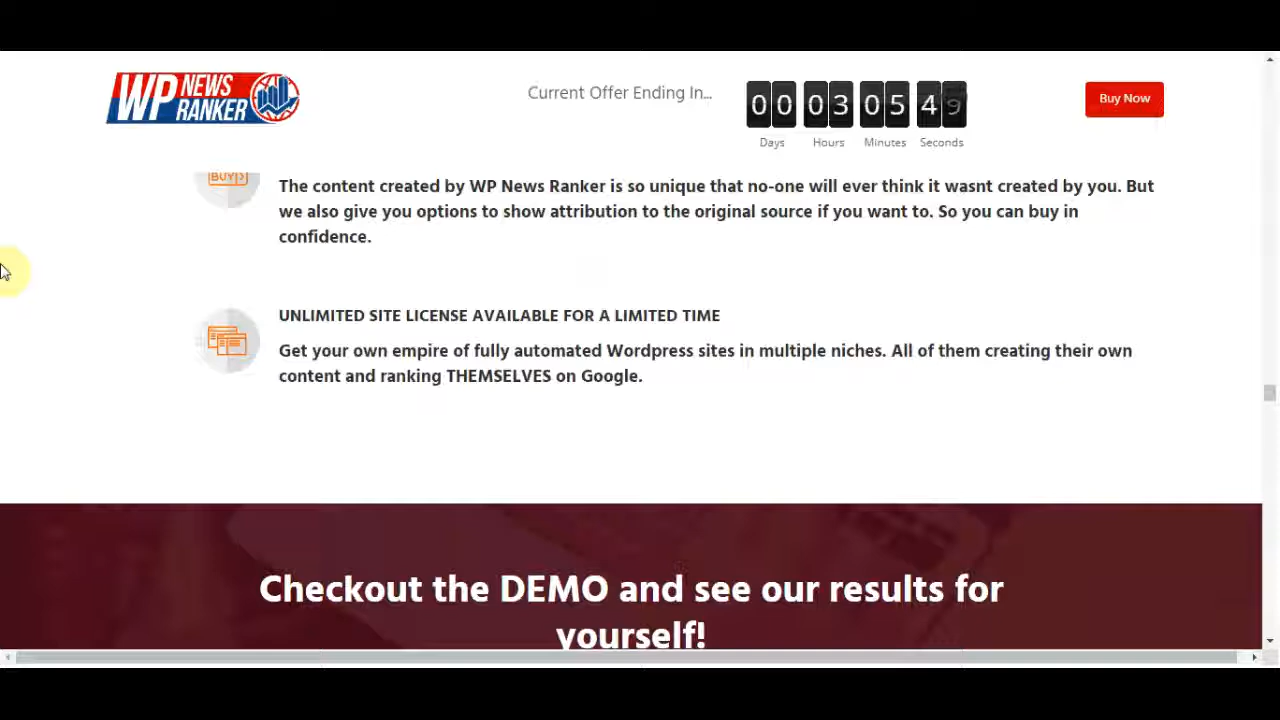 WP NEWS RANKER
Current Offer Ending In...
00 03 05 49
Days Hours Minutes Seconds
Buy Now
BUY
The content created by WP News Ranker is so unique that no-one will ever think it wasnt created by you. But
we also give you options to show attribution to the original source if you want to. So you can buy in
confidence.
UNLIMITED SITE LICENSE AVAILABLE FOR A LIMITED TIME
Get your own empire of fully automated Wordpress sites in multiple niches. All of them creating their own
content and ranking THEMSELVES on Google.
Checkout the DEMO and see our results for
yourself!